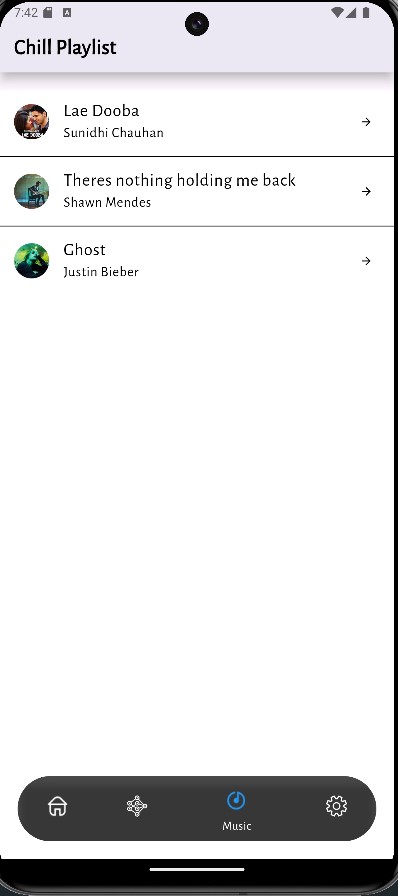 7:42
Chill Playlist
Lae Dooba
Sunidhi Chauhan
Theres nothing holding me back
Shawn Mendes
Ghost
Justin Bieber
Music